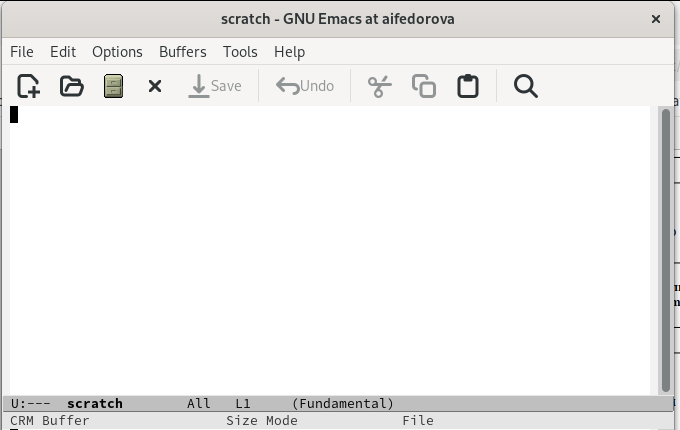 scratch - GNU Emacs at aifedorova
File Edit Options Buffers Tools Help
Save Undo
U:--- scratch All L1 (Fundamental)
CRM Buffer Size Mode File